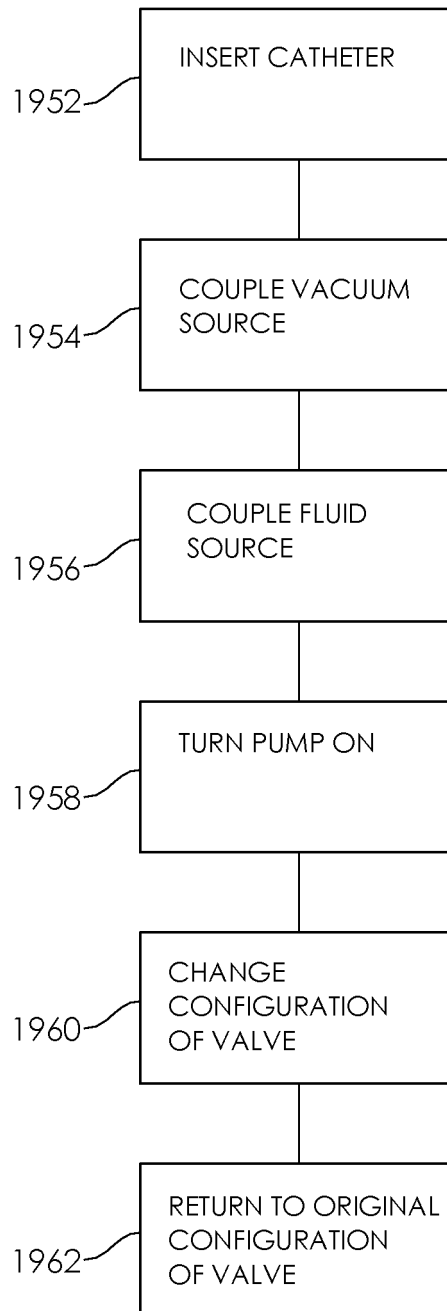 INSERT CATHETER
1952
COUPLE VACUUM
SOURCE
1954
COUPLE FLUID
SOURCE
1956
TURN PUMP ON
1958
CHANGE
CONFIGURATION
OF VALVE
1960
RETURN TO ORIGINAL
CONFIGURATION
OF VALVE
1962